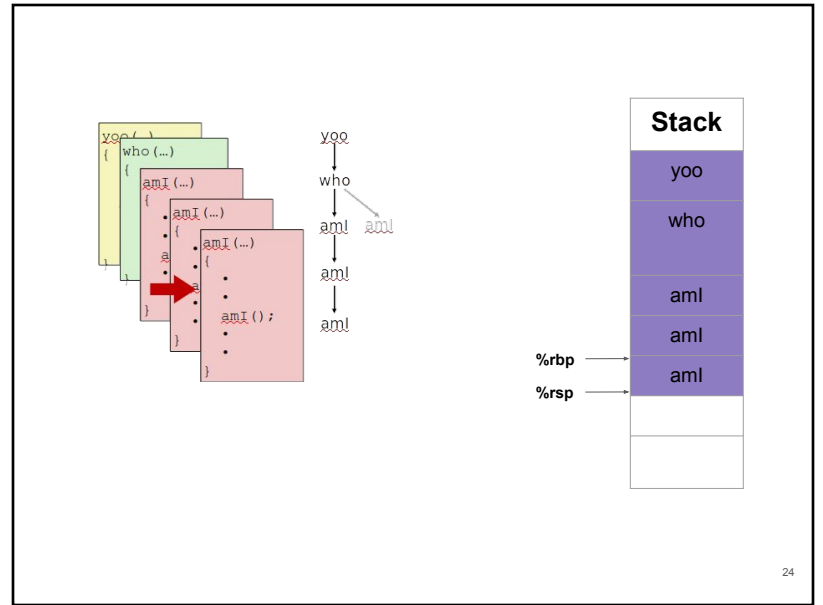 yoo(…)
{
who(…)
{
amI(…)
{
•
•
a
•
}
amI(…)
{
•
•
a
•
•
}
amI(…)
{
•
•
amI();
•
•
}
}
}
yoo
who
amI amI
amI
amI
Stack
yoo
who
amI
amI
amI
%rbp
%rsp
24